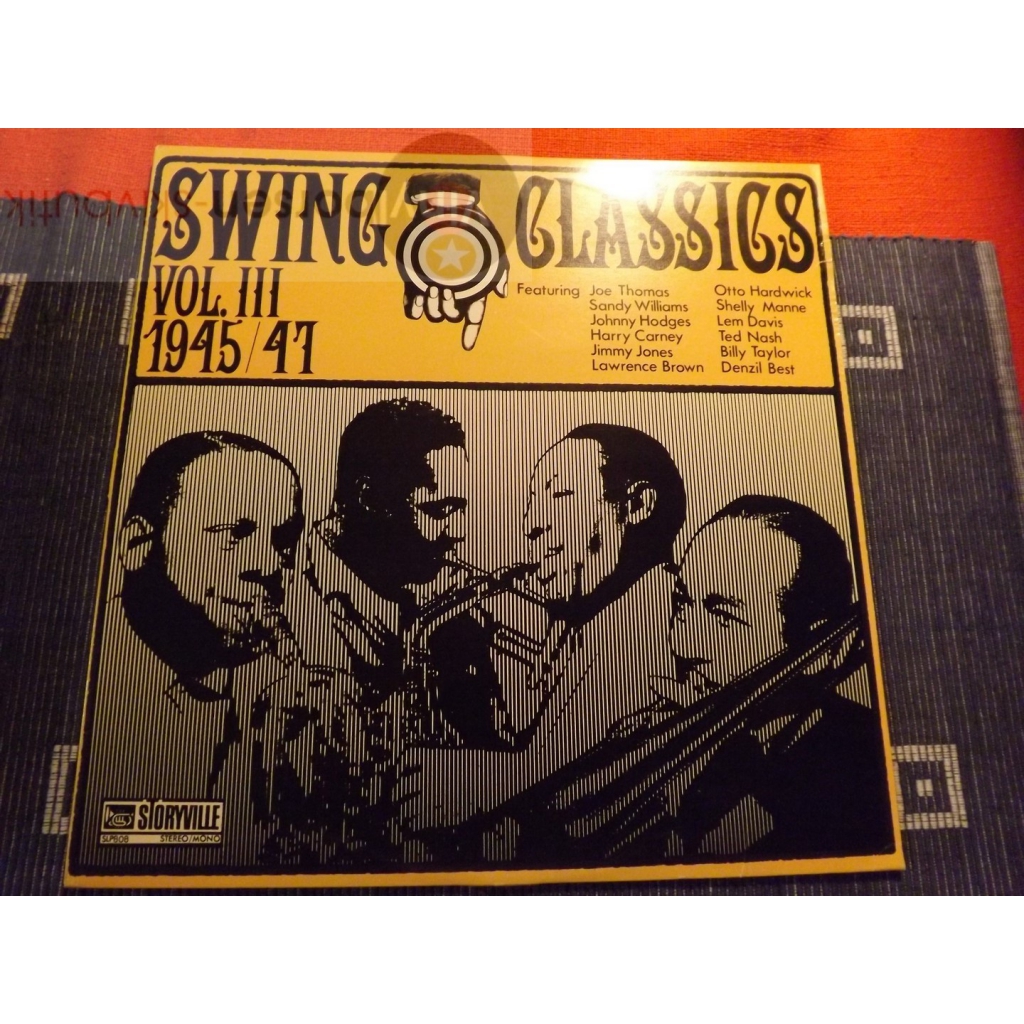 SWING CLASSICS
VOL. III
1945/47
Featuring Joe Thomas
Sandy Williams
Johnny Hodges
Harry Carney
Jimmy Jones
Lawrence Brown
Otto Hardwick
Shelly Manne
Lem Davis
Ted Nash
Billy Taylor
Denzil Best
STORYVILLE
STEREO/MONO